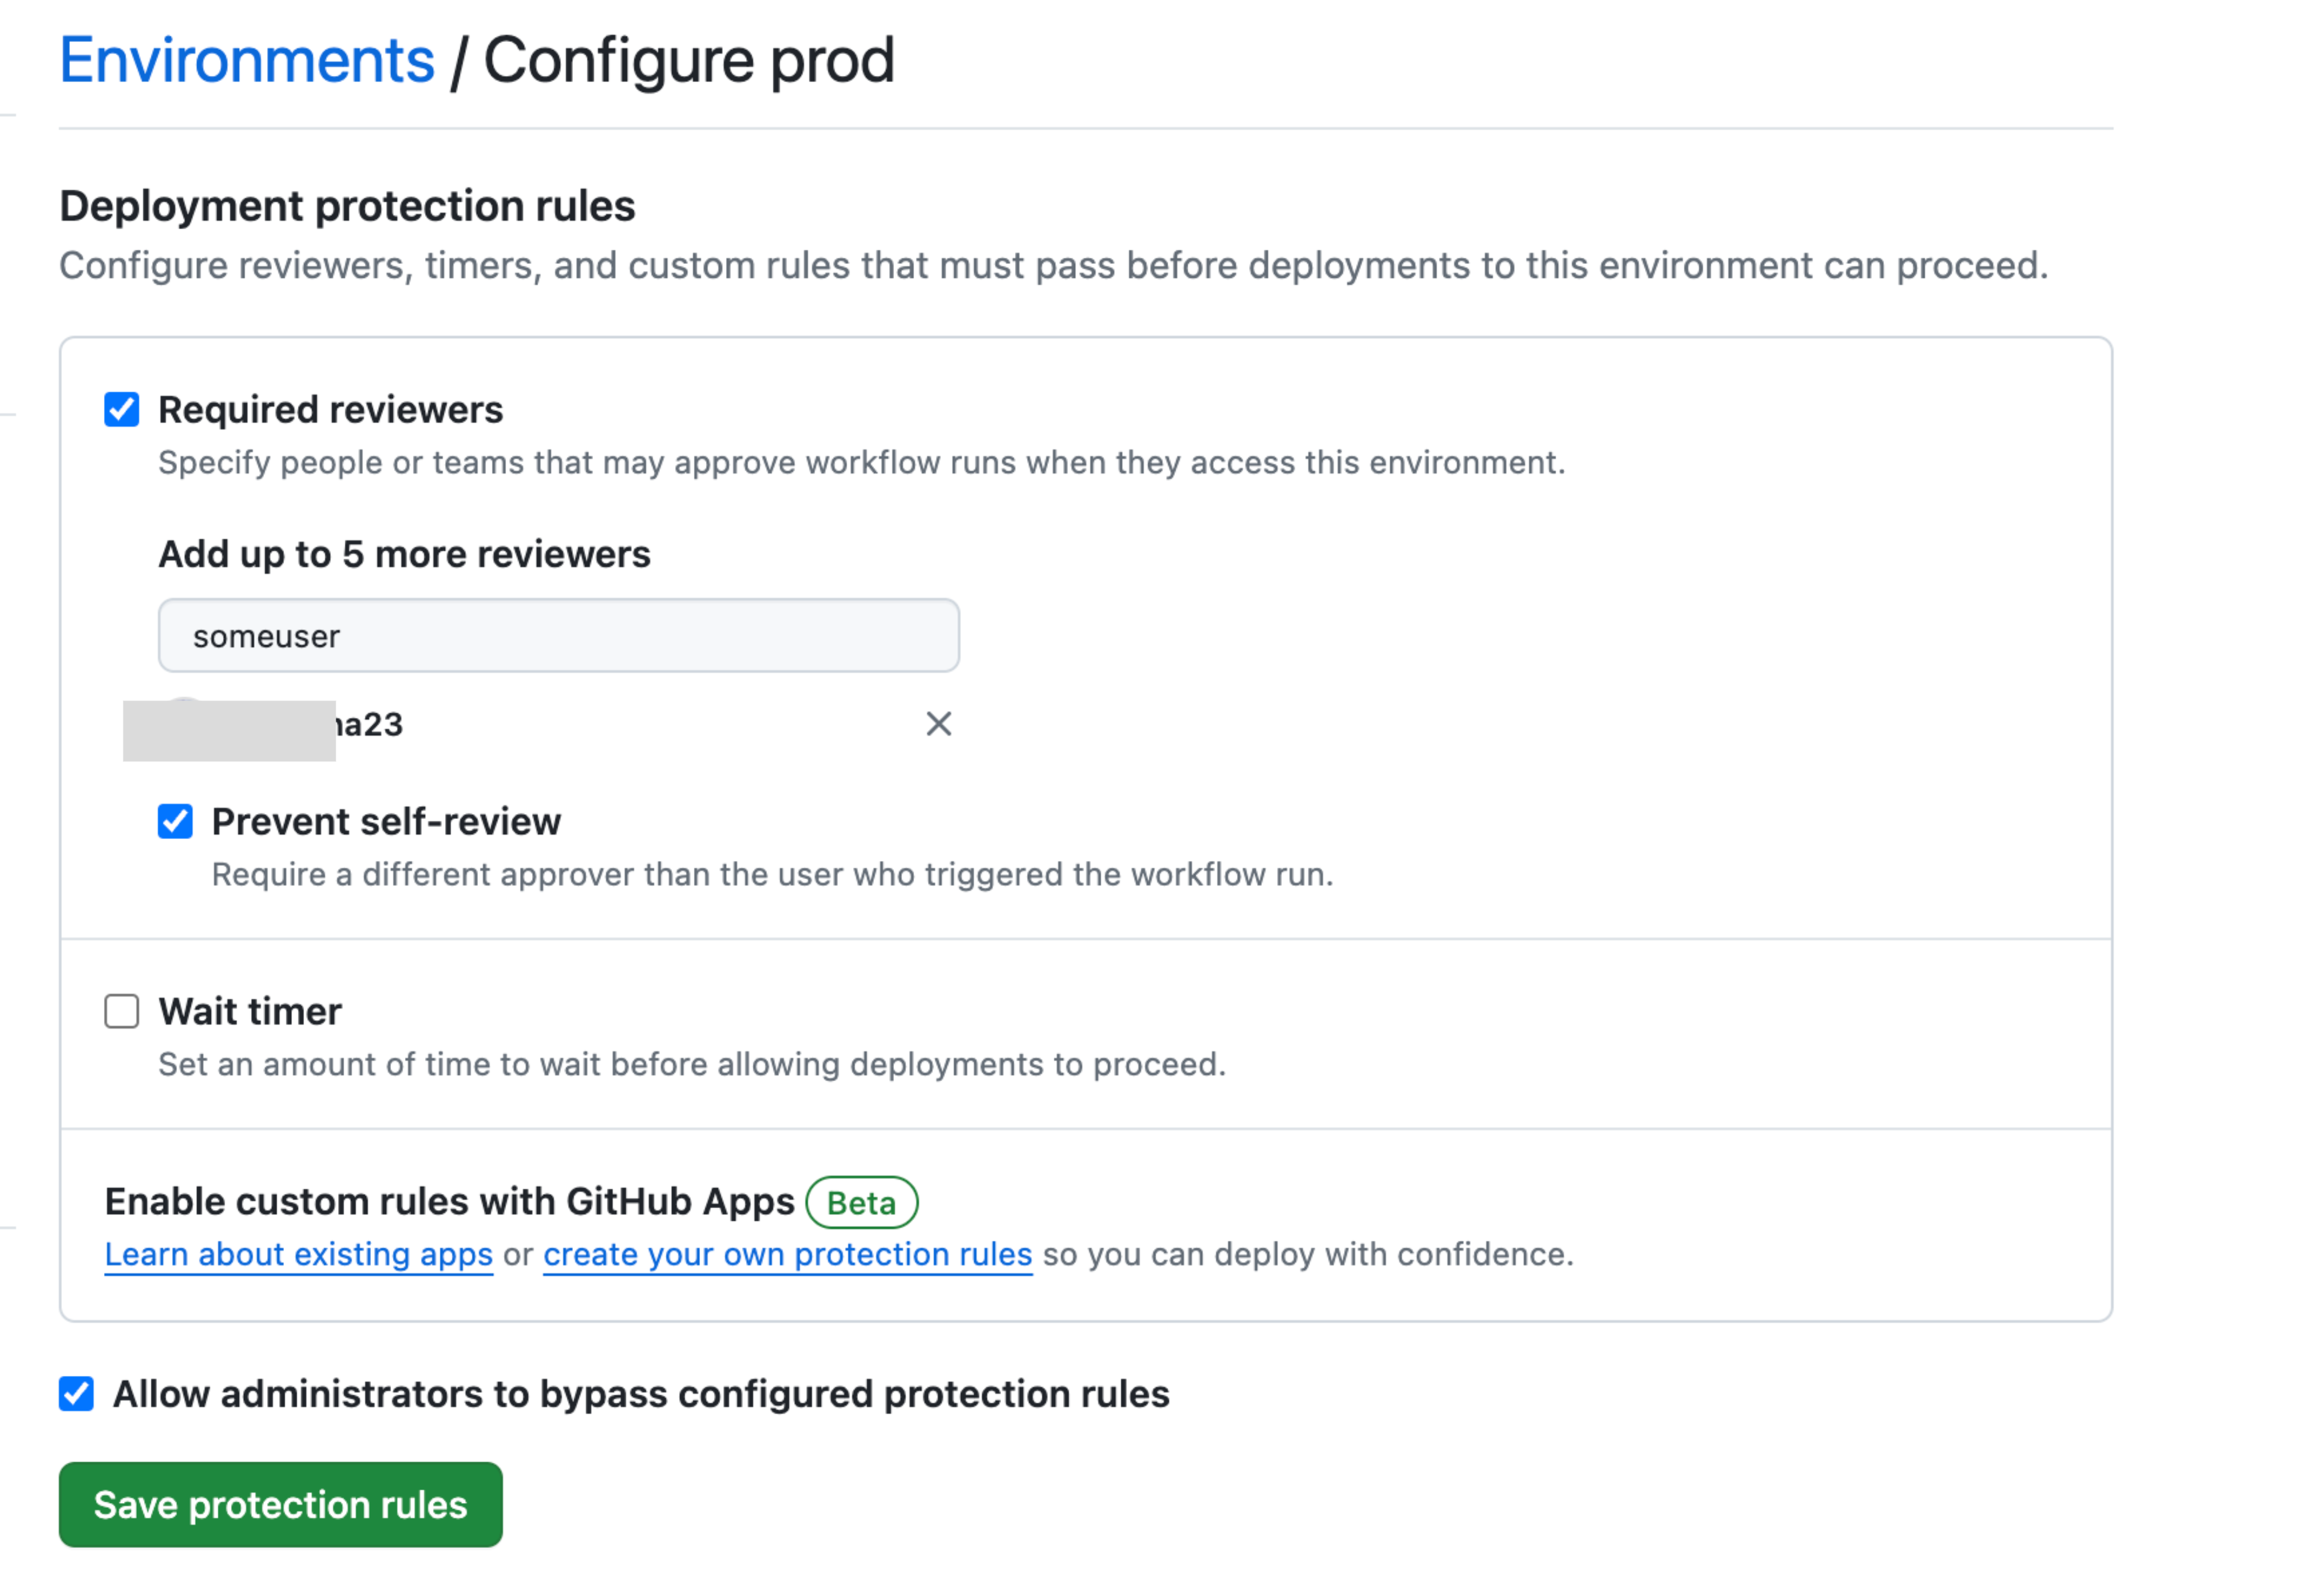 Environments / Configure prod
Deployment protection rules
Configure reviewers, timers, and custom rules that must pass before deployments to this environment can proceed.
Required reviewers
Specify people or teams that may approve workflow runs when they access this environment.
Add up to 5 more reviewers
someuser
a23
Prevent self-review
Require a different approver than the user who triggered the workflow run.
Wait timer
Set an amount of time to wait before allowing deployments to proceed.
Enable custom rules with GitHub Apps Beta
Learn about existing apps or create your own protection rules so you can deploy with confidence.
Allow administrators to bypass configured protection rules
Save protection rules